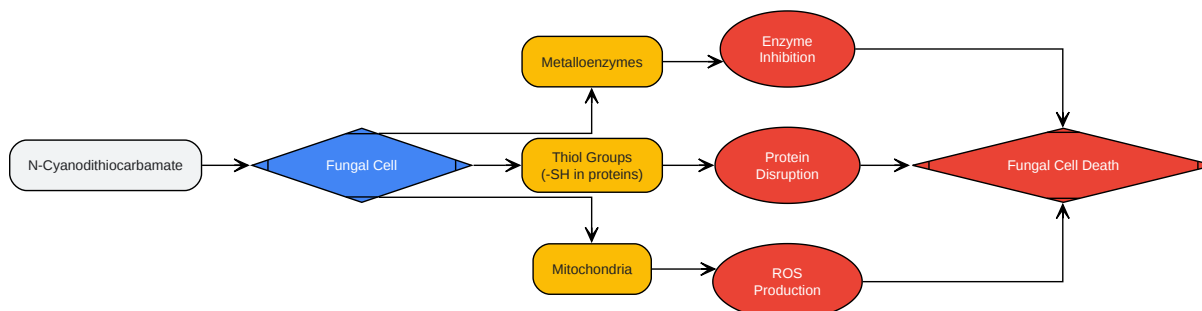 N-Cyanodithiocarbamate
Fungal Cell
Metalloenzymes
Thiol Groups
(-SH in proteins)
Mitochondria
Enzyme
Inhibition
Protein
Disruption
ROS
Production
Fungal Cell Death